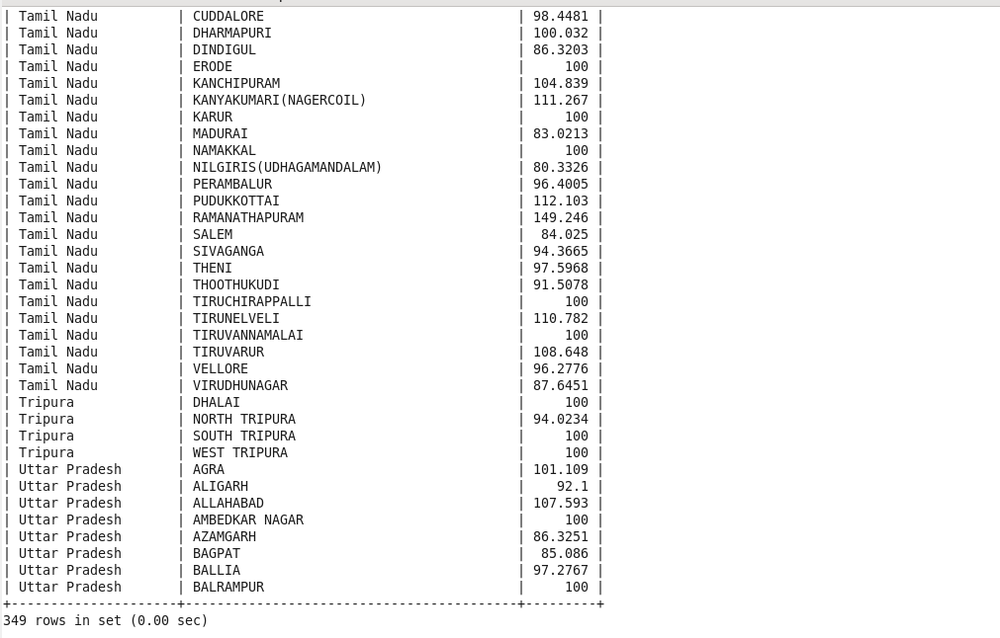 | Tamil Nadu | CUDDALORE | 98.4481 |
| Tamil Nadu | DHARMAPURI | 100.032 |
| Tamil Nadu | DINDIGUL | 86.3203 |
| Tamil Nadu | ERODE | 100 |
| Tamil Nadu | KANCHIPURAM | 104.839 |
| Tamil Nadu | KANYAKUMARI(NAGERCOIL) | 111.267 |
| Tamil Nadu | KARUR | 100 |
| Tamil Nadu | MADURAI | 83.0213 |
| Tamil Nadu | NAMAKKAL | 100 |
| Tamil Nadu | NILGIRIS(UDHAGAMANDALAM) | 80.3326 |
| Tamil Nadu | PERAMBALUR | 96.4005 |
| Tamil Nadu | PUDUKKOTTAI | 112.103 |
| Tamil Nadu | RAMANATHAPURAM | 149.246 |
| Tamil Nadu | SALEM | 84.025 |
| Tamil Nadu | SIVAGANGA | 94.3665 |
| Tamil Nadu | THENI | 97.5968 |
| Tamil Nadu | THOOTHUKUDI | 91.5078 |
| Tamil Nadu | TIRUCHIRAPPALLI | 100 |
| Tamil Nadu | TIRUNELVELI | 110.782 |
| Tamil Nadu | TIRUVANNAMALAI | 100 |
| Tamil Nadu | TIRUVARUR | 108.648 |
| Tamil Nadu | VELLORE | 96.2776 |
| Tamil Nadu | VIRUDHUNAGAR | 87.6451 |
| Tripura | DHALAI | 100 |
| Tripura | NORTH TRIPURA | 94.0234 |
| Tripura | SOUTH TRIPURA | 100 |
| Tripura | WEST TRIPURA | 100 |
| Uttar Pradesh | AGRA | 101.109 |
| Uttar Pradesh | ALIGARH | 92.1 |
| Uttar Pradesh | ALLAHABAD | 107.593 |
| Uttar Pradesh | AMBEDKAR NAGAR | 100 |
| Uttar Pradesh | AZAMGARH | 86.3251 |
| Uttar Pradesh | BAGPAT | 85.086 |
| Uttar Pradesh | BALLIA | 97.2767 |
| Uttar Pradesh | BALRAMPUR | 100 |
+---------------------+------------------------------------------+---------+
349 rows in set (0.00 sec)